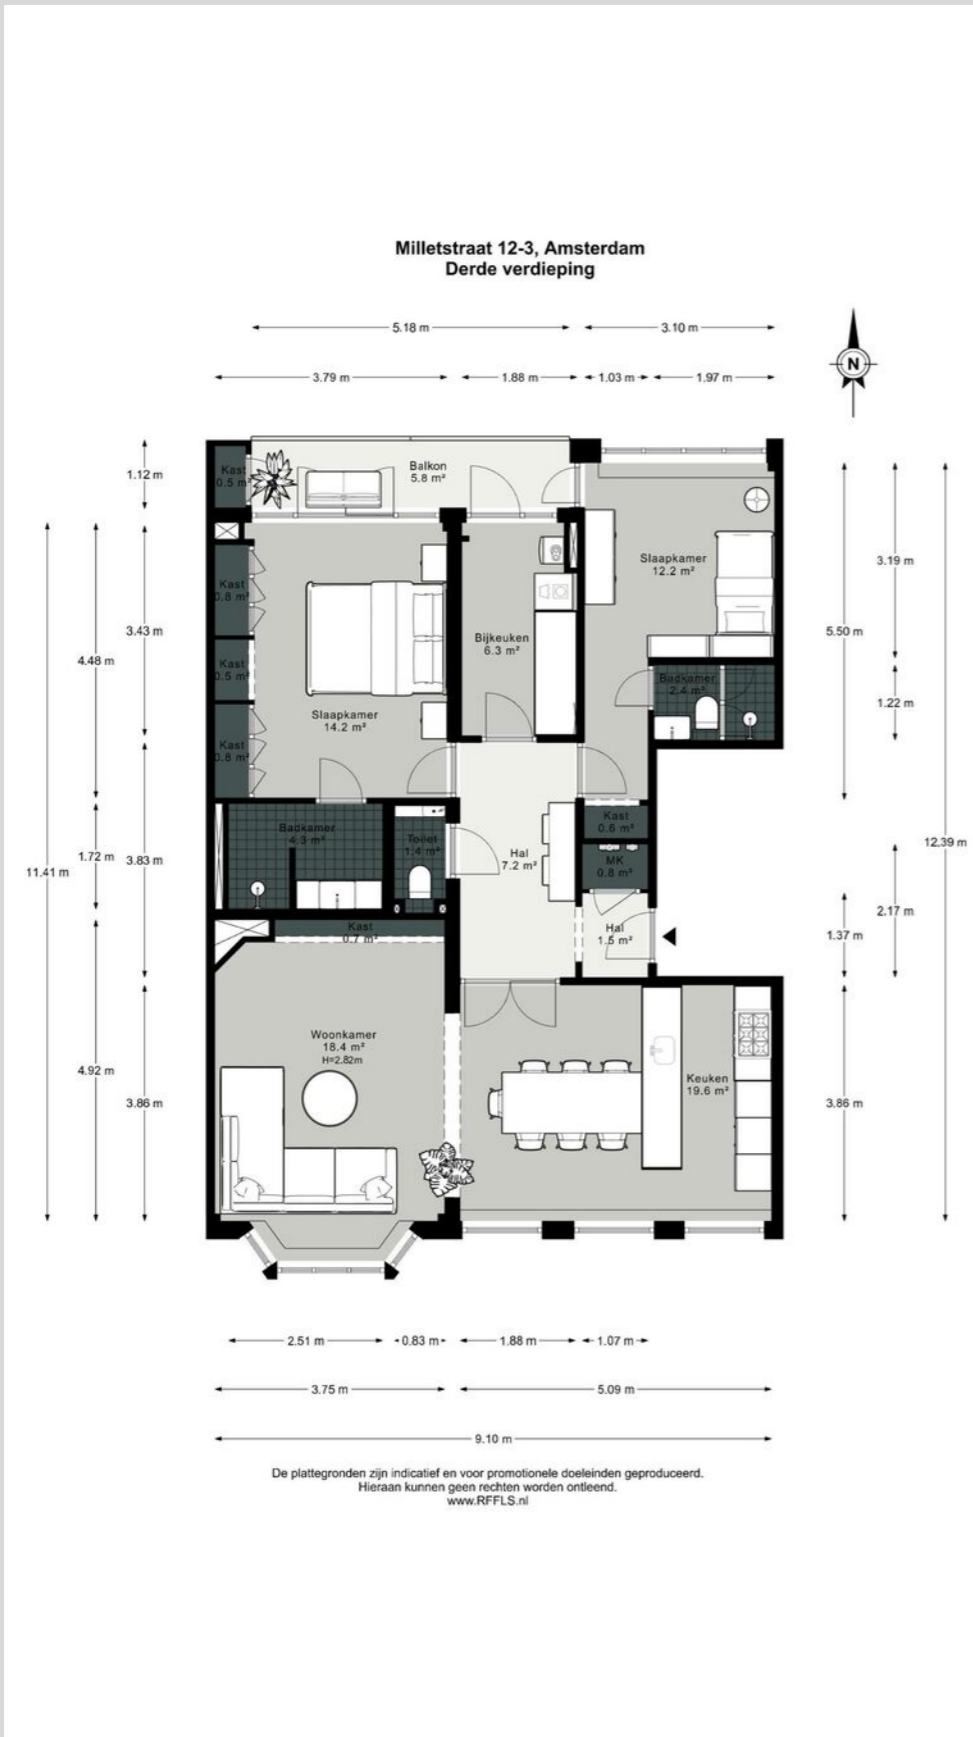 Milletstraat 12-3, Amsterdam
Derde verdieping
5.18 m
3.10 m
3.79 m
1.88 m
1.03 m
1.97 m
N
1.12 m
Kast
0.5 m²
Balkon
5.8 m²
Slaapkamer
12.2 m²
3.19 m
Kast
0.8 m²
3.43 m
5.50 m
Bijkeuken
6.3 m²
4.48 m
Kast
0.5 m²
Badkamer
2.4 m²
1.22 m
Slaapkamer
14.2 m²
Kast
0.8 m²
Kast
0.6 m²
Badkamer
4.3 m²
Toilet
1.4 m²
12.39 m
1.72 m
3.83 m
Hal
7.2 m²
MK
0.8 m²
11.41 m
2.17 m
Kast
0.7 m²
Hal
1.5 m²
1.37 m
Woonkamer
18.4 m²
H=2.82m
4.92 m
Keuken
19.6 m²
3.86 m
3.86 m
2.51 m
0.83 m
1.88 m
1.07 m
3.75 m
5.09 m
9.10 m
De plattegronden zijn indicatief en voor promotionele doeleinden geproduceerd.
Hieraan kunnen geen rechten worden ontleend.
www.RFFLS.nl